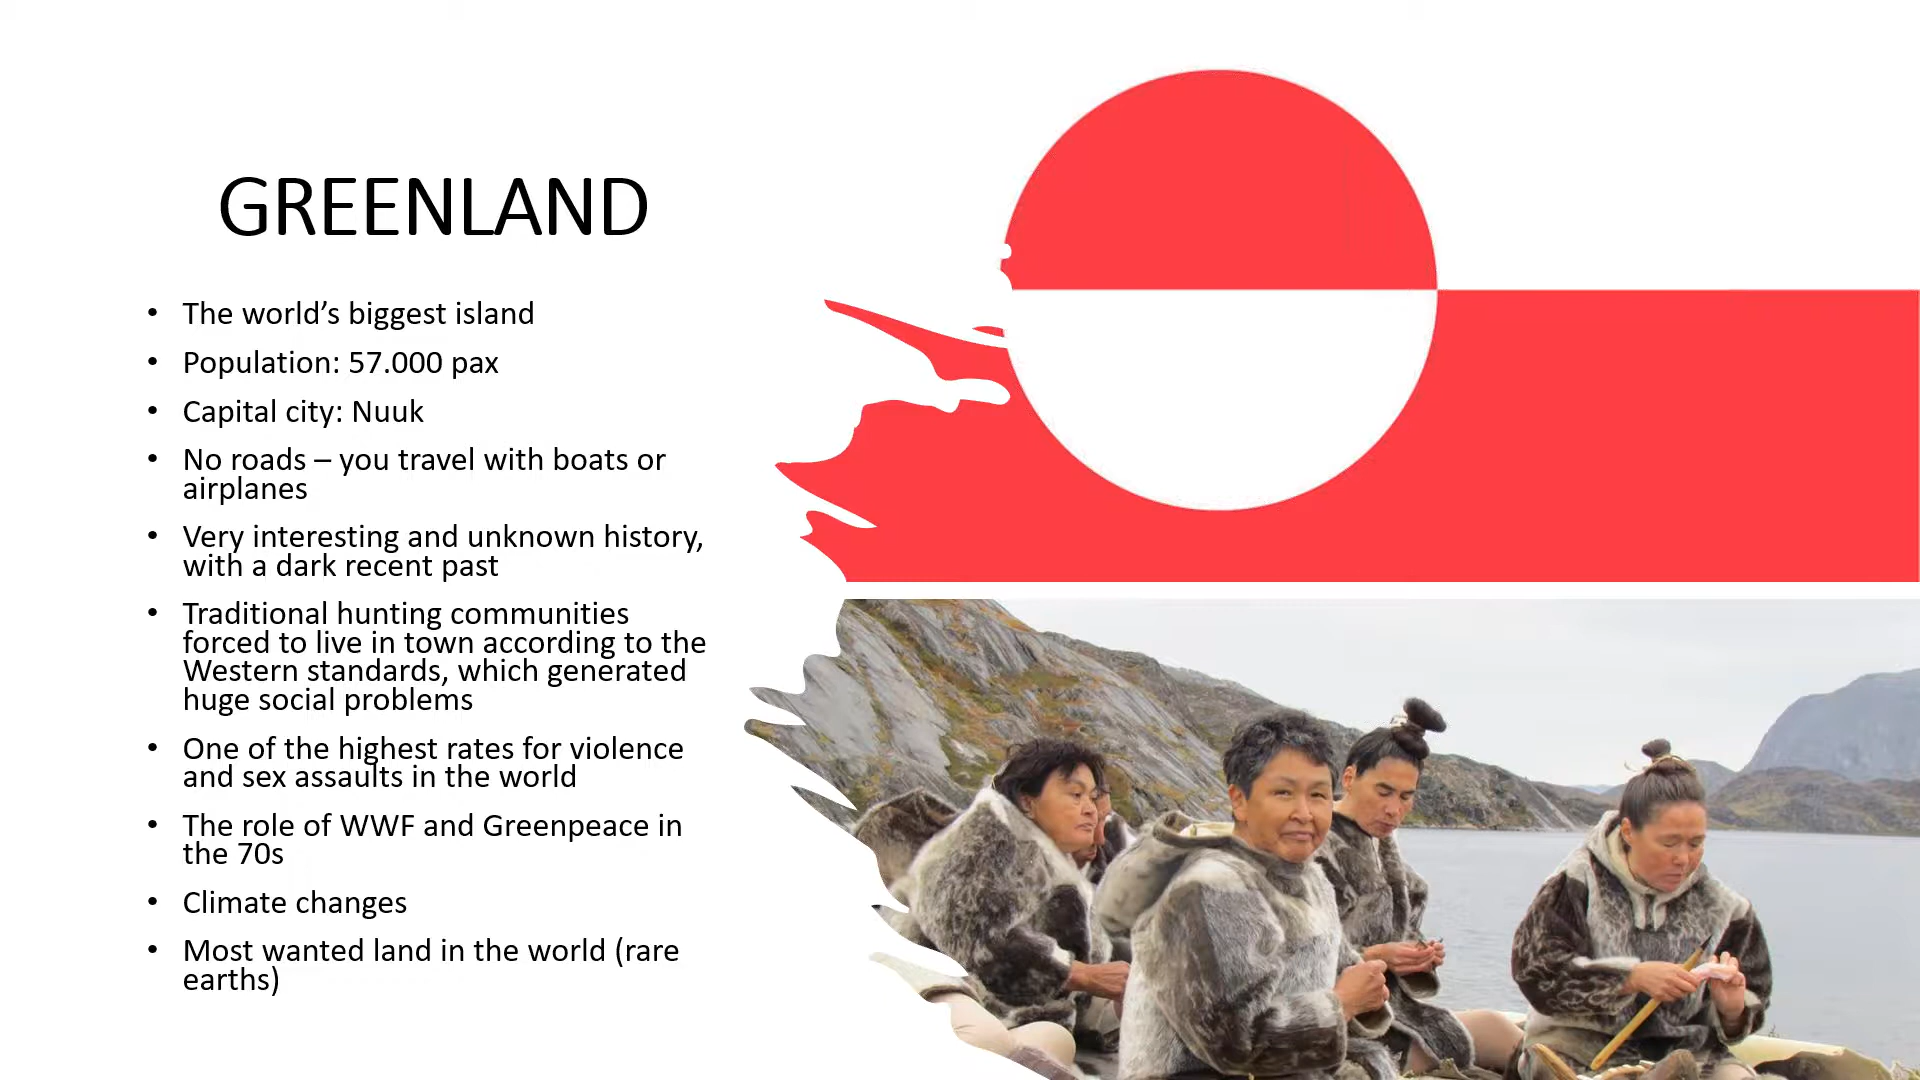 GREENLAND
• The world’s biggest island
• Population: 57.000 pax
• Capital city: Nuuk
• No roads – you travel with boats or
airplanes
• Very interesting and unknown history,
with a dark recent past
• Traditional hunting communities
forced to live in town according to the
Western standards, which generated
huge social problems
• One of the highest rates for violence
and sex assaults in the world
• The role of WWF and Greenpeace in
the 70s
• Climate changes
• Most wanted land in the world (rare
earths)